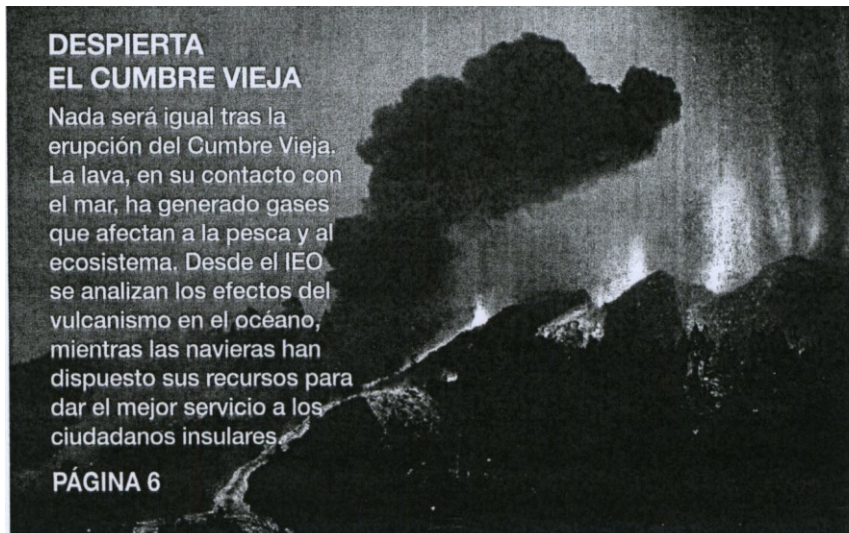 DESPIERTA
EL CUMBRE VIEJA
Nada será igual tras la
erupción del Cumbre Vieja.
La lava, en su contacto con
el mar, ha generado gases
que afectan a la pesca y al
ecosistema. Desde el IEO
se analizan los efectos del
vulcanismo en el océano,
mientras las navieras han
dispuesto sus recursos para
dar el mejor servicio a los
ciudadanos insulares.
PÁGINA 6